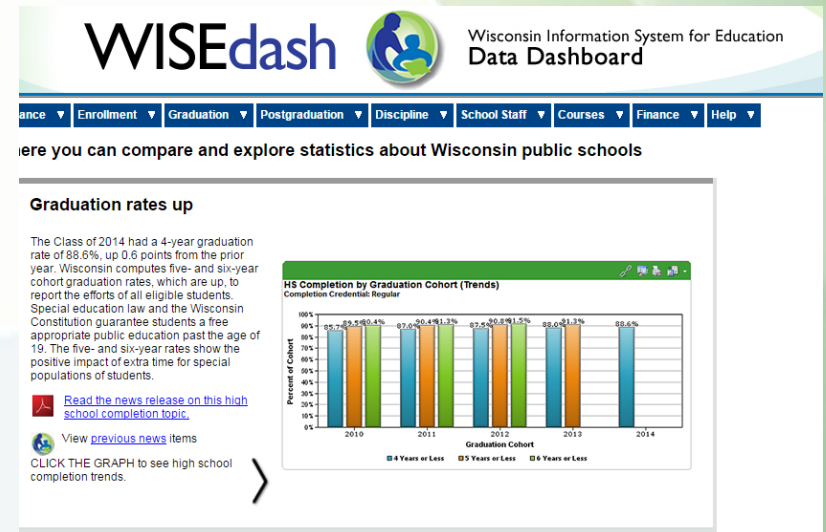 WISEdash
Wisconsin Information System for Education
Data Dashboard
ance Enrollment Graduation Postgraduation Discipline School Staff Courses Finance Help
ere you can compare and explore statistics about Wisconsin public schools
Graduation rates up
The Class of 2014 had a 4-year graduation
rate of 88.6%, up 0.6 points from the prior
year. Wisconsin computes five- and six-year
cohort graduation rates, which are up, to
report the efforts of all eligible students.
Special education law and the Wisconsin
Constitution guarantee students a free
appropriate public education past the age of
19. The five- and six-year rates show the
positive impact of extra time for special
populations of students.
Read the news release on this high
school completion topic.
View previous news items
CLICK THE GRAPH to see high school
completion trends.
HS Completion by Graduation Cohort (Trends)
Completion Credential: Regular
Percent of Cohort
100%
90%
80%
70%
60%
50%
40%
30%
20%
10%
0%
85.7% 89.5% 90.4% 87.0% 90.4% 91.3% 87.5% 90.8% 91.5% 88.0% 91.3% 88.6%
2010 2011 2012 2013 2014
Graduation Cohort
4 Years or Less 5 Years or Less 6 Years or Less